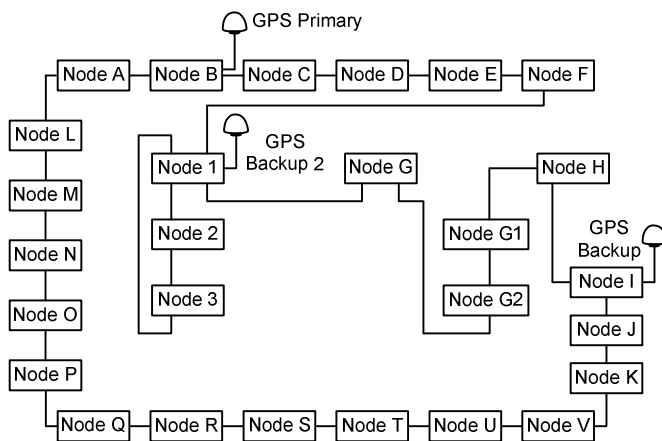 GPS Primary
Node A
Node B
Node C
Node D
Node E
Node F
Node L
GPS
Backup 2
Node 1
Node G
Node H
Node M
Node 2
Node G1
GPS
Backup
Node N
Node I
Node 3
Node G2
Node O
Node J
Node P
Node K
Node Q
Node R
Node S
Node T
Node U
Node V